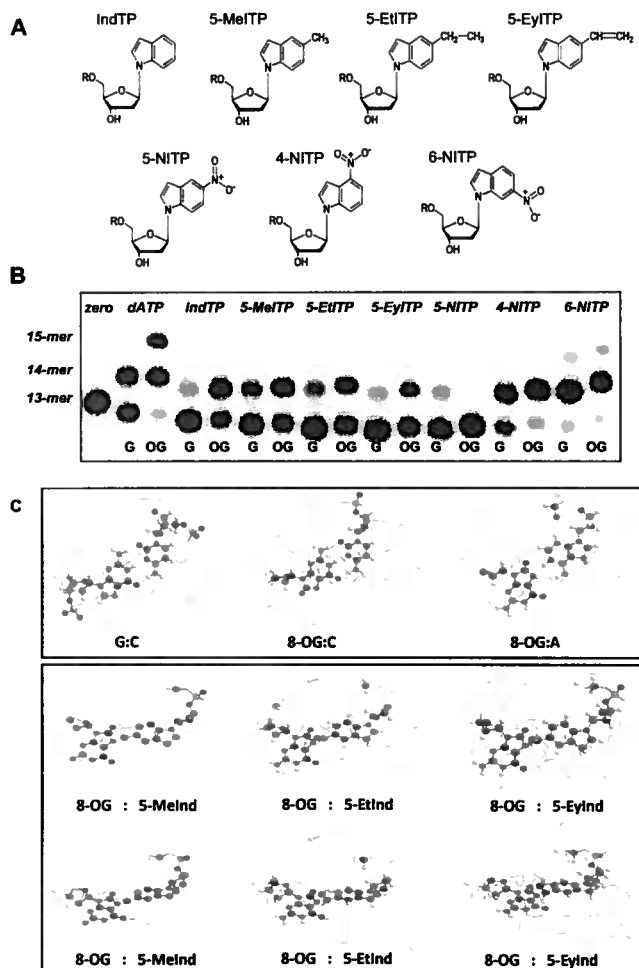 A
IndTP 5-MeITP 5-EtITP 5-EyITP
N N CH₃ N CH₂-CH₃ N CH=CH₂
RO O RO O RO O RO O
OH OH OH OH
5-NITP 4-NITP 6-NITP
O N⁺ O⁻ O N⁺ O⁻ N⁺ O O⁻
N N N
RO O RO O RO O
OH OH OH
B
zero dATP IndTP 5-MeITP 5-EtITP 5-EyITP 5-NITP 4-NITP 6-NITP
15-mer
14-mer
13-mer
G OG G OG G OG G OG G OG G OG G OG G OG
C
G:C 8-OG:C 8-OG:A
8-OG : 5-MeInd 8-OG : 5-EtInd 8-OG : 5-EyInd
8-OG : 5-MeInd 8-OG : 5-EtInd 8-OG : 5-EyInd